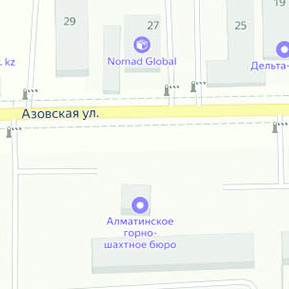 19
29
27
25
Nomad Global
. kz
Дельта-
Азовская ул.
Алматинское
горно-
шахтное бюро